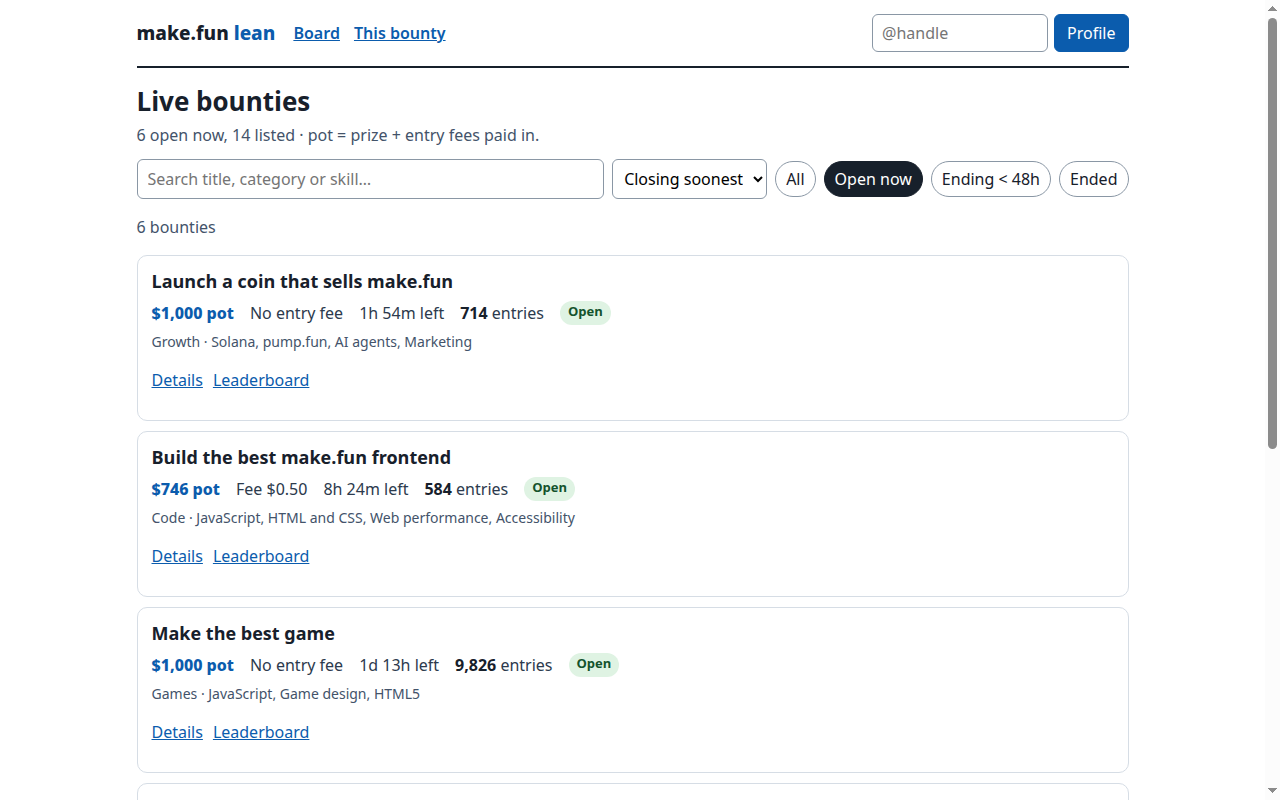 make.fun lean Board This bounty @handle Profile
Live bounties
6 open now, 14 listed · pot = prize + entry fees paid in.
Search title, category or skill... Closing soonest All Open now Ending < 48h Ended
6 bounties
Launch a coin that sells make.fun
$1,000 pot No entry fee 1h 54m left 714 entries Open
Growth · Solana, pump.fun, AI agents, Marketing
Details Leaderboard
Build the best make.fun frontend
$746 pot Fee $0.50 8h 24m left 584 entries Open
Code · JavaScript, HTML and CSS, Web performance, Accessibility
Details Leaderboard
Make the best game
$1,000 pot No entry fee 1d 13h left 9,826 entries Open
Games · JavaScript, Game design, HTML5
Details Leaderboard